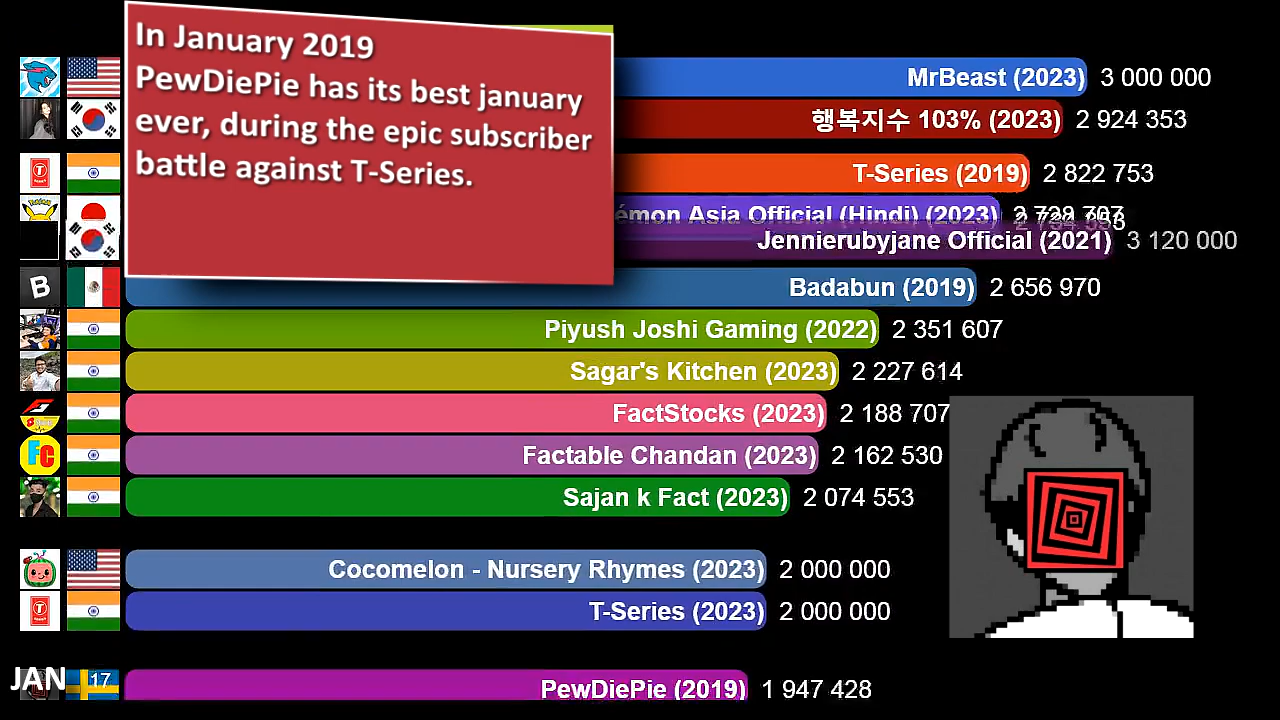 In January 2019
PewDiePie has its best january
ever, during the epic subscriber
battle against T-Series.
MrBeast (2023) 3 000 000
행복지수 103% (2023) 2 924 353
T-Series (2019) 2 822 753
émon Asia Official (Hindi) (2023)
Jennierubyjane Official (2021) 3 120 000
B Badabun (2019) 2 656 970
Piyush Joshi Gaming (2022) 2 351 607
Sagar's Kitchen (2023) 2 227 614
FactStocks (2023) 2 188 707
Fc Factable Chandan (2023) 2 162 530
Sajan k Fact (2023) 2 074 553
Cocomelon - Nursery Rhymes (2023) 2 000 000
T-Series (2023) 2 000 000
JAN 17 PewDiePie (2019) 1 947 428